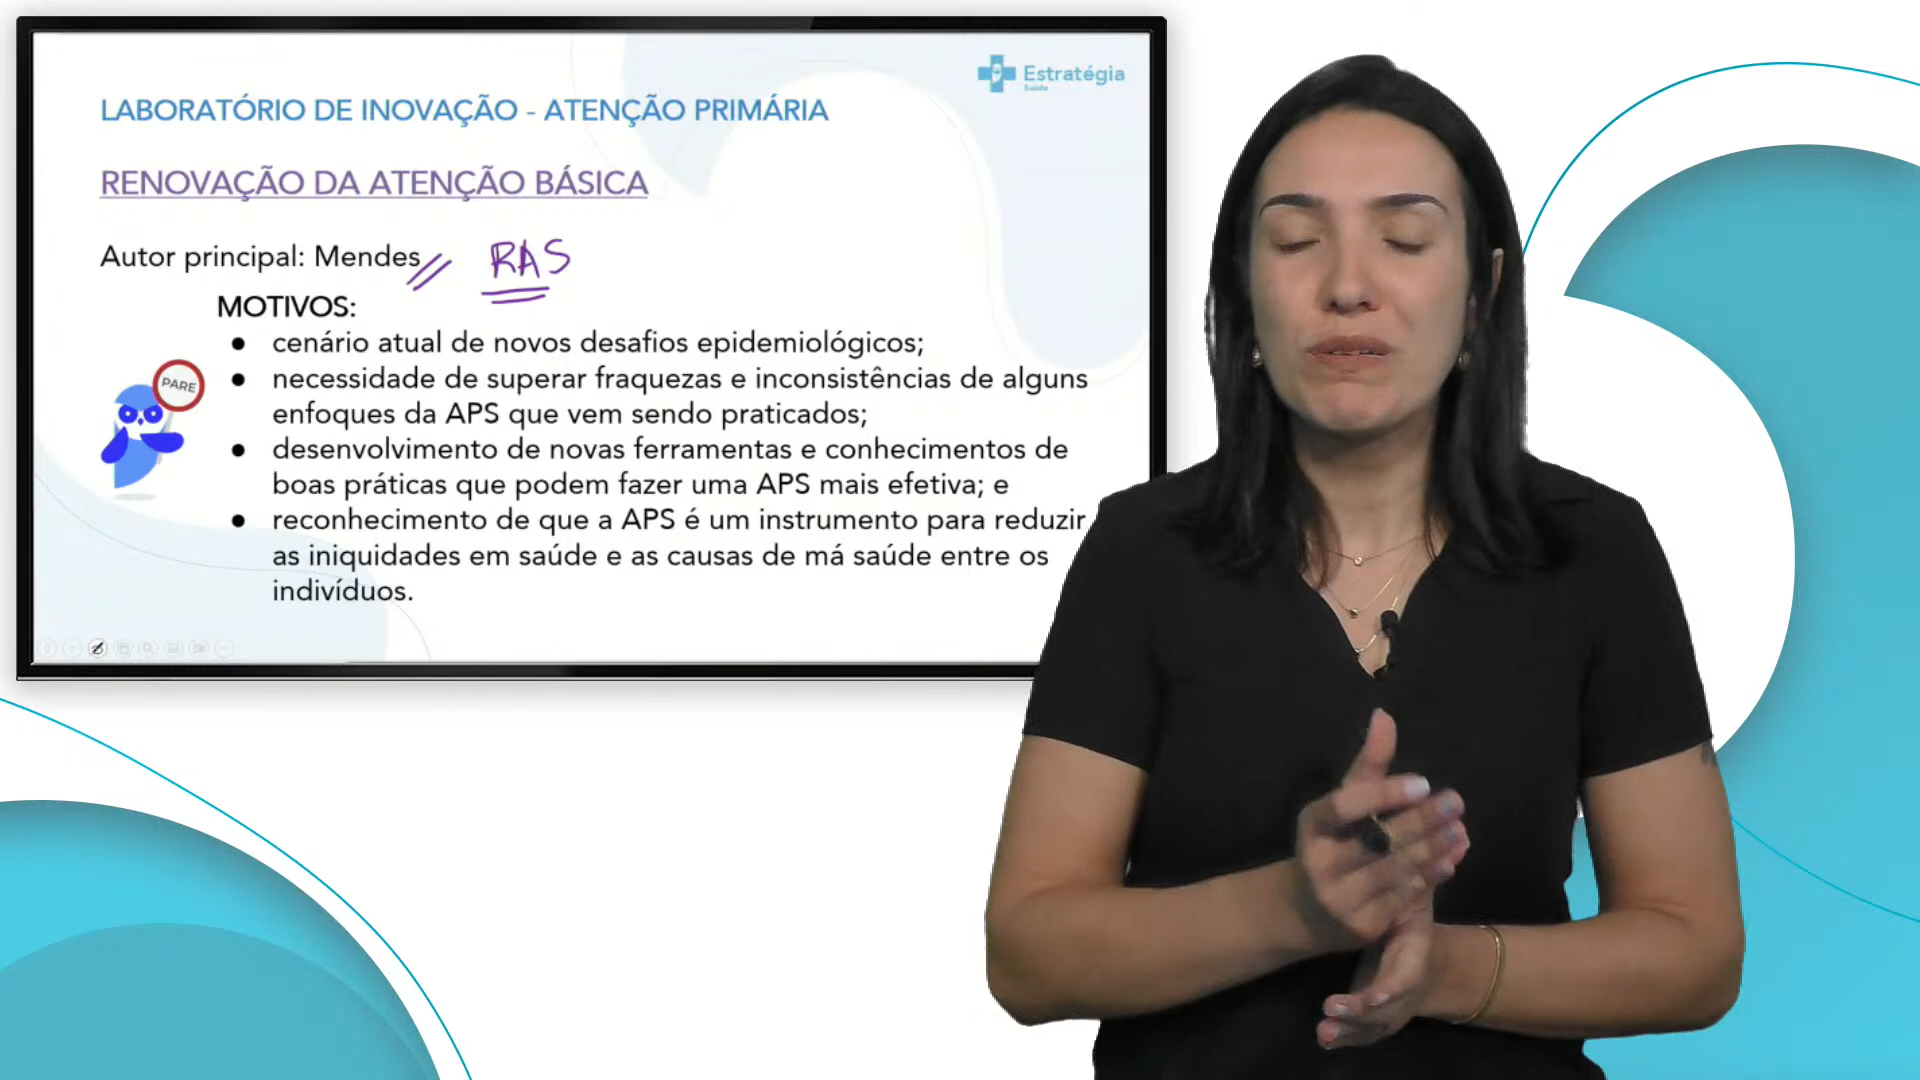 Estratégia
Saúde
LABORATÓRIO DE INOVAÇÃO - ATENÇÃO PRIMÁRIA
RENOVAÇÃO DA ATENÇÃO BÁSICA
Autor principal: Mendes
RAS
MOTIVOS:
● cenário atual de novos desafios epidemiológicos;
● necessidade de superar fraquezas e inconsistências de alguns
enfoques da APS que vem sendo praticados;
● desenvolvimento de novas ferramentas e conhecimentos de
boas práticas que podem fazer uma APS mais efetiva; e
● reconhecimento de que a APS é um instrumento para reduzir
as iniquidades em saúde e as causas de má saúde entre os
indivíduos.
PARE